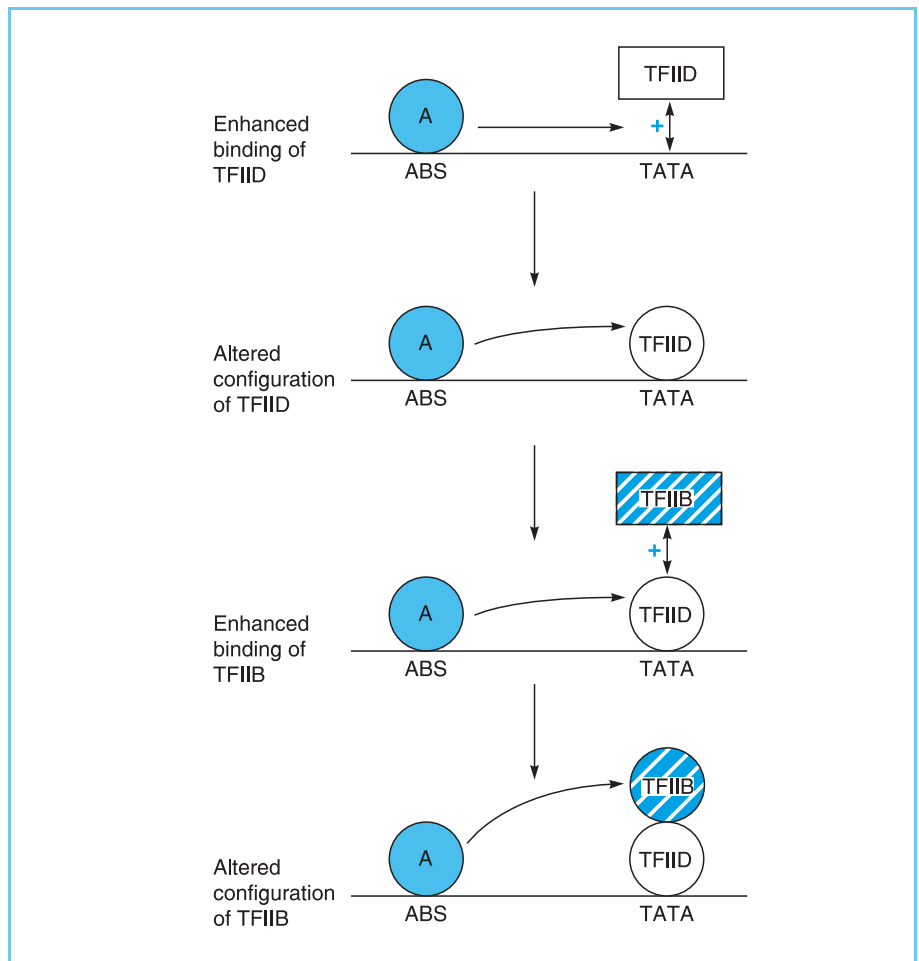 TFIID
A
+
Enhanced
binding of
TFIID
ABS
TATA
A
TFIID
Altered
configuration
of TFIID
ABS
TATA
TFIIB
+
A
TFIID
Enhanced
binding of
TFIIB
ABS
TATA
TFIIB
A
TFIID
Altered
configuration
of TFIIB
ABS
TATA